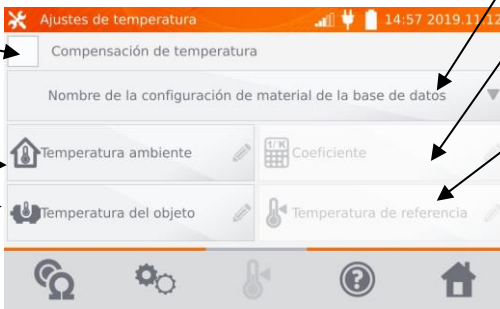 Ajustes de temperatura 14:57 2019.11.12
Compensación de temperatura
Nombre de la configuración de material de la base de datos
Temperatura ambiente 1/K Coeficiente
Temperatura del objeto Temperatura de referencia